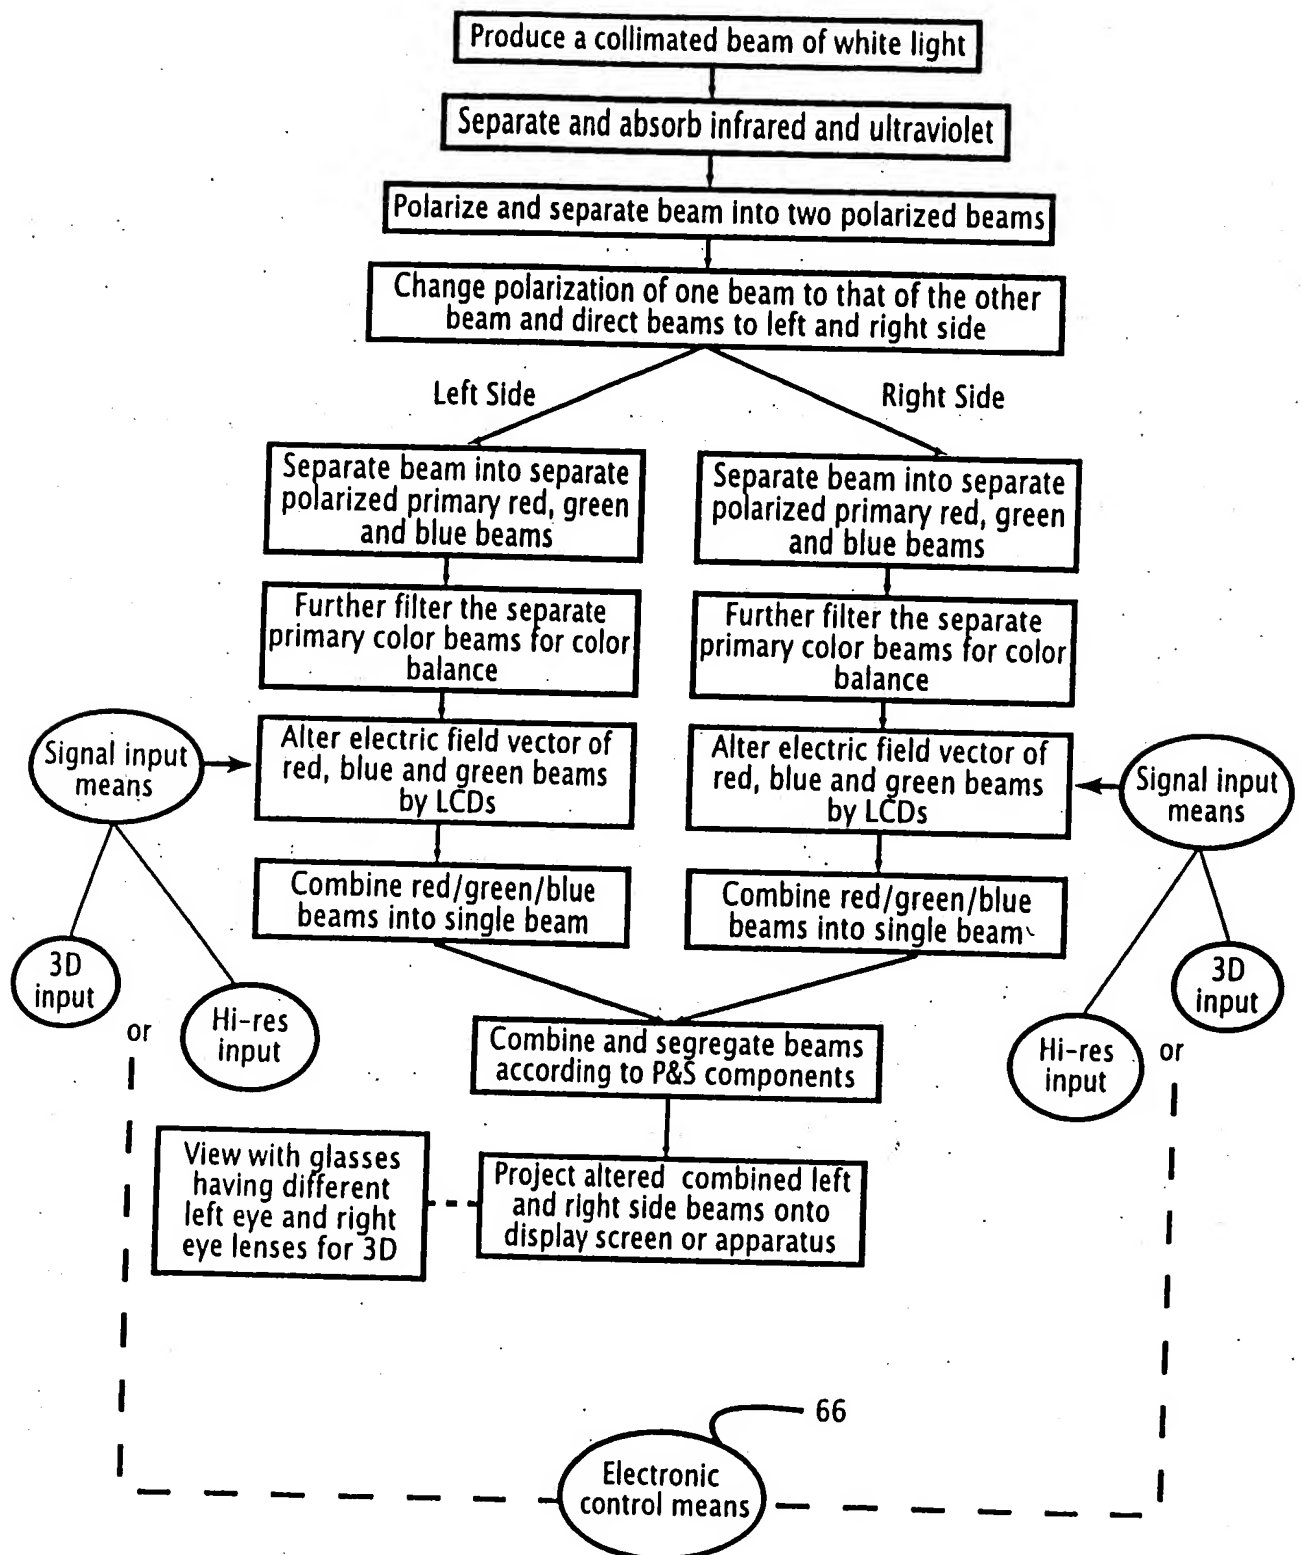 Produce a collimated beam of white light
Separate and absorb infrared and ultraviolet
Polarize and separate beam into two polarized beams
Change polarization of one beam to that of the other
beam and direct beams to left and right side
Left Side
Right Side
Separate beam into separate
polarized primary red, green
and blue beams
Separate beam into separate
polarized primary red, green
and blue beams
Further filter the separate
primary color beams for color
balance
Further filter the separate
primary color beams for color
balance
Signal input
means
Alter electric field vector of
red, blue and green beams
by LCDs
Alter electric field vector of
red, blue and green beams
by LCDs
Signal input
means
Combine red/green/blue
beams into single beam
Combine red/green/blue
beams into single beam
3D
input
or
Hi-res
input
Hi-res
input
or
3D
input
Combine and segregate beams
according to P&S components
View with glasses
having different
left eye and right
eye lenses for 3D
Project altered combined left
and right side beams onto
display screen or apparatus
66
Electronic
control means